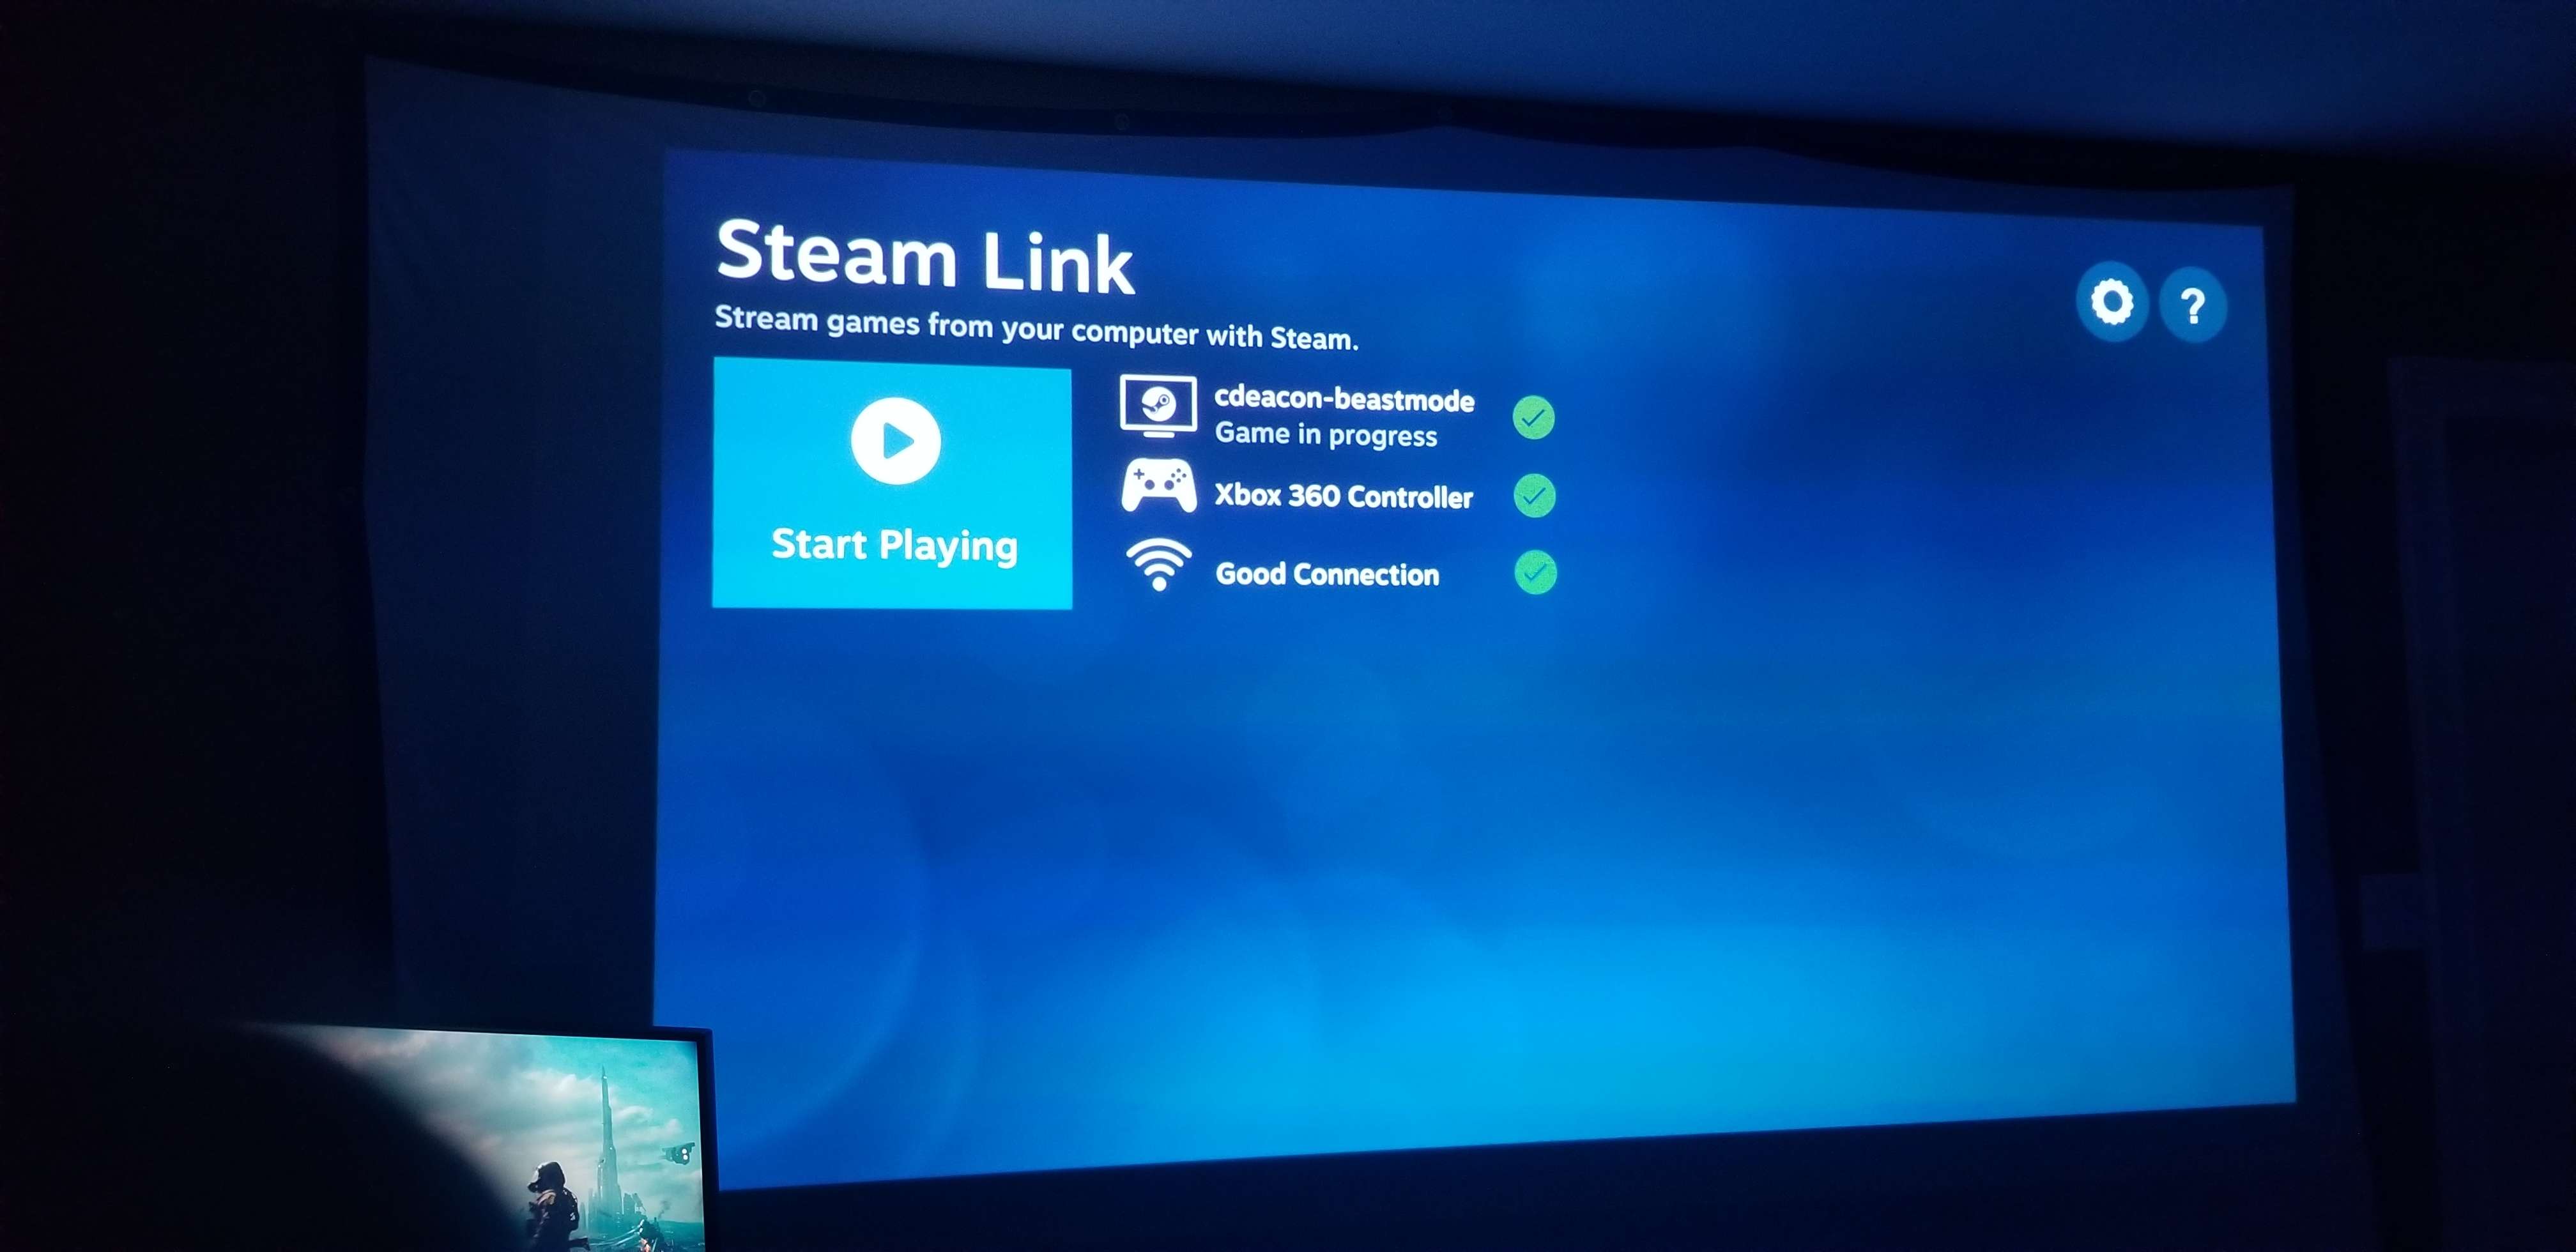 Steam Link
Stream games from your computer with Steam.
Start Playing
cdeacon-beastmode
Game in progress
Xbox 360 Controller
Good Connection
?